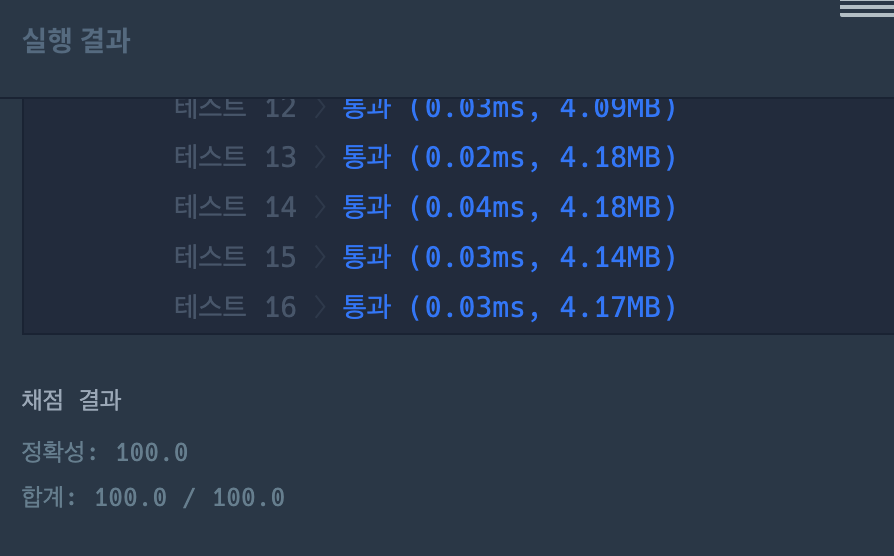 실행 결과
테스트 12 〉 통과 (0.03ms, 4.09MB)
테스트 13 〉 통과 (0.02ms, 4.18MB)
테스트 14 〉 통과 (0.04ms, 4.18MB)
테스트 15 〉 통과 (0.03ms, 4.14MB)
테스트 16 〉 통과 (0.03ms, 4.17MB)
채점 결과
정확성: 100.0
합계: 100.0 / 100.0